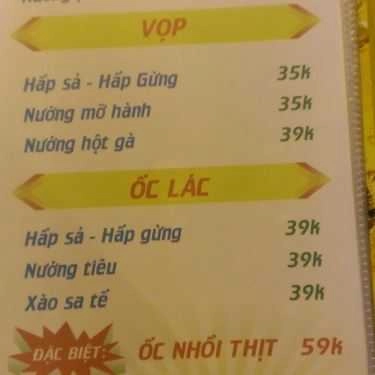 VỌP
Hấp sả - Hấp Gừng 35k
Nướng mỡ hành 35k
Nướng hột gà 39k
ỐC LÁC
Hấp sả - Hấp gừng 39k
Nướng tiêu 39k
Xào sa tế 39k
ĐẶC BIỆT: ỐC NHỒI THỊT 59k